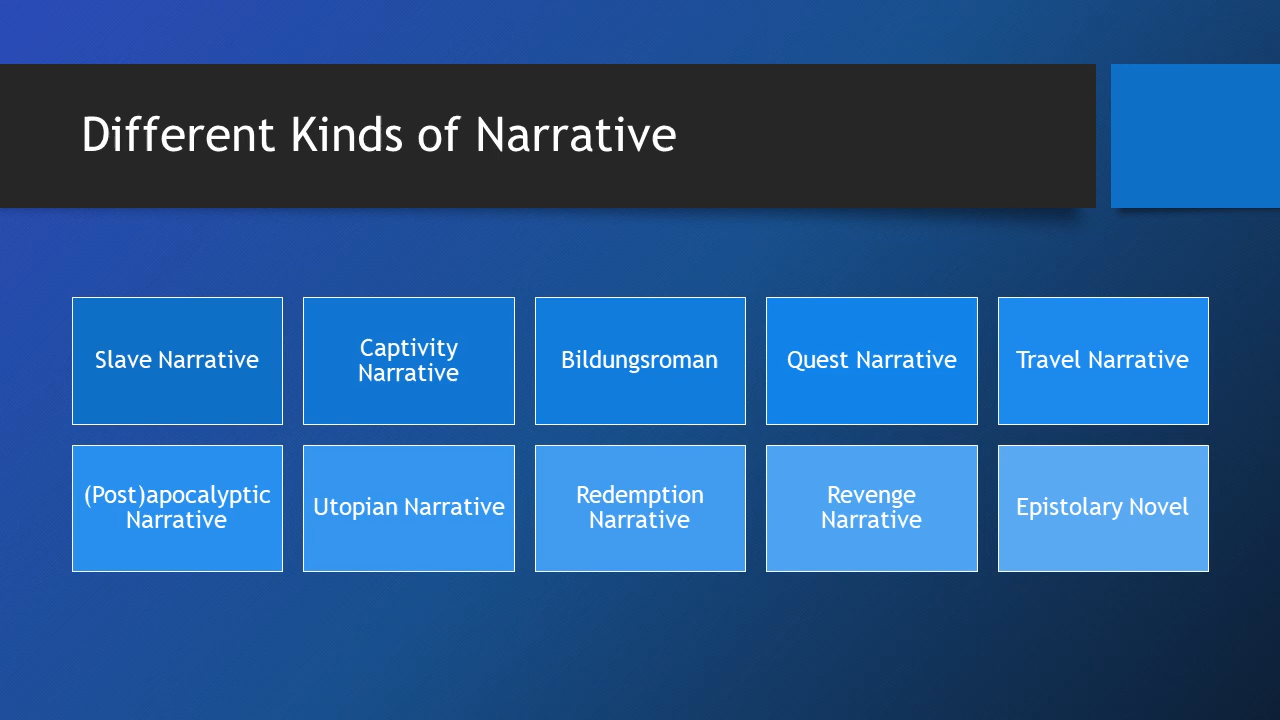 Different Kinds of Narrative
Slave Narrative
Captivity
Narrative
Bildungsroman
Quest Narrative
Travel Narrative
(Post)apocalyptic
Narrative
Utopian Narrative
Redemption
Narrative
Revenge
Narrative
Epistolary Novel